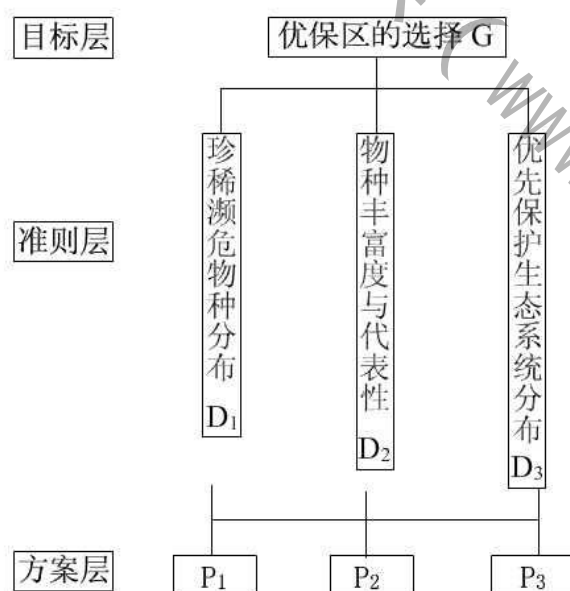 目标层
优保区的选择 G
准则层
珍稀濒危物种分布 D₁
物种丰富度与代表性 D₂
优先保护生态系统分布 D₃
方案层
P₁
P₂
P₃